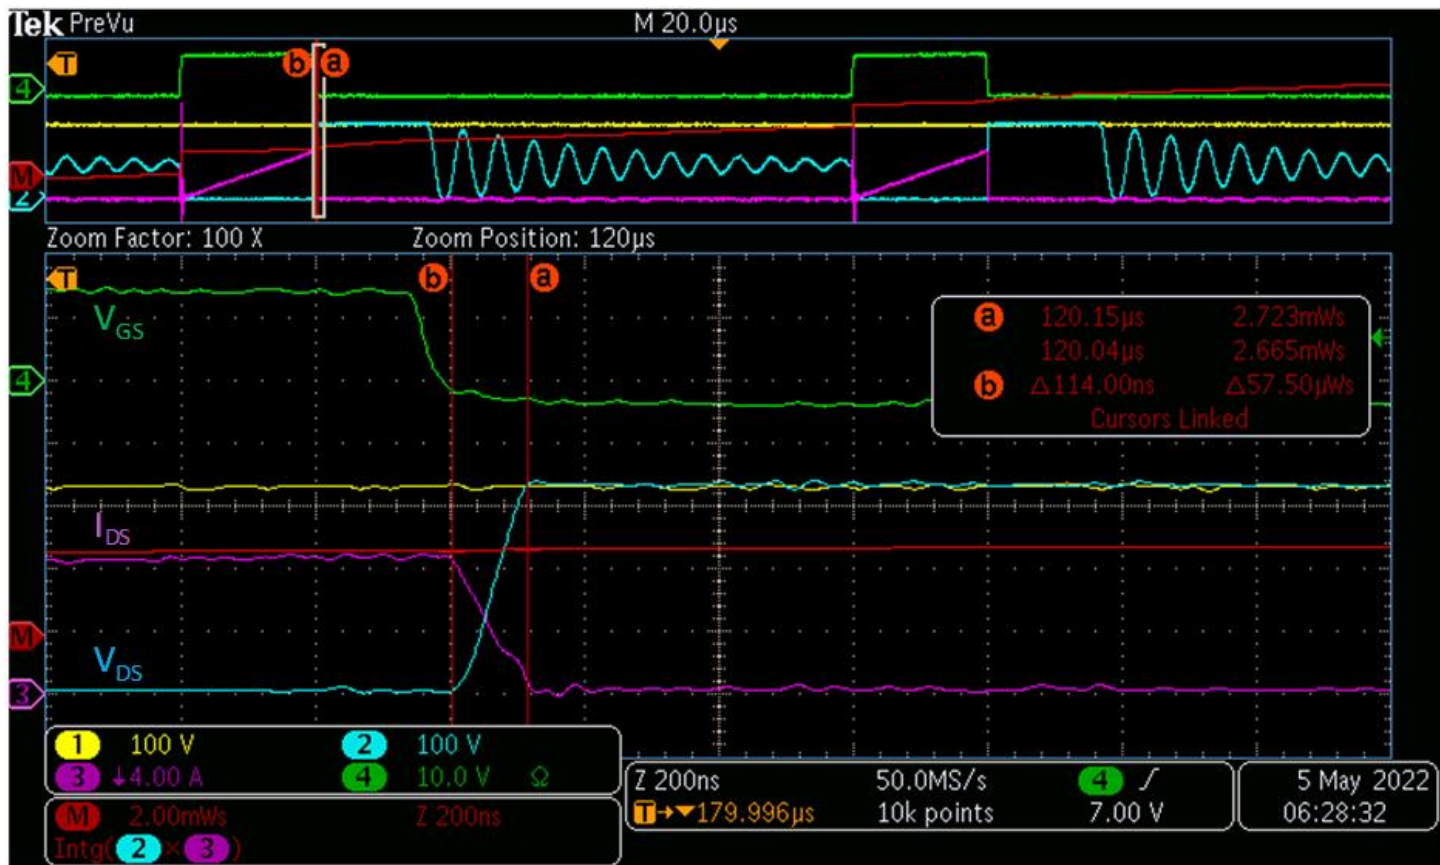 Tek PreVu M 20.0µs
T
b a
4
M
2
Zoom Factor: 100 X Zoom Position: 120µs
T
b a
a 120.15µs 2.723mWs
120.04µs 2.665mWs
b △114.00ns △57.50µWs
Cursors Linked
VGS
4
IDS
M
VDS
3
1 100 V 2 100 V
3 ↓4.00 A 4 10.0 V Ω
M 2.00mWs Z 200ns
Intg( 2 × 3 )
Z 200ns 50.0MS/s 4 ∫
T→▼179.996µs 10k points 7.00 V
5 May 2022
06:28:32